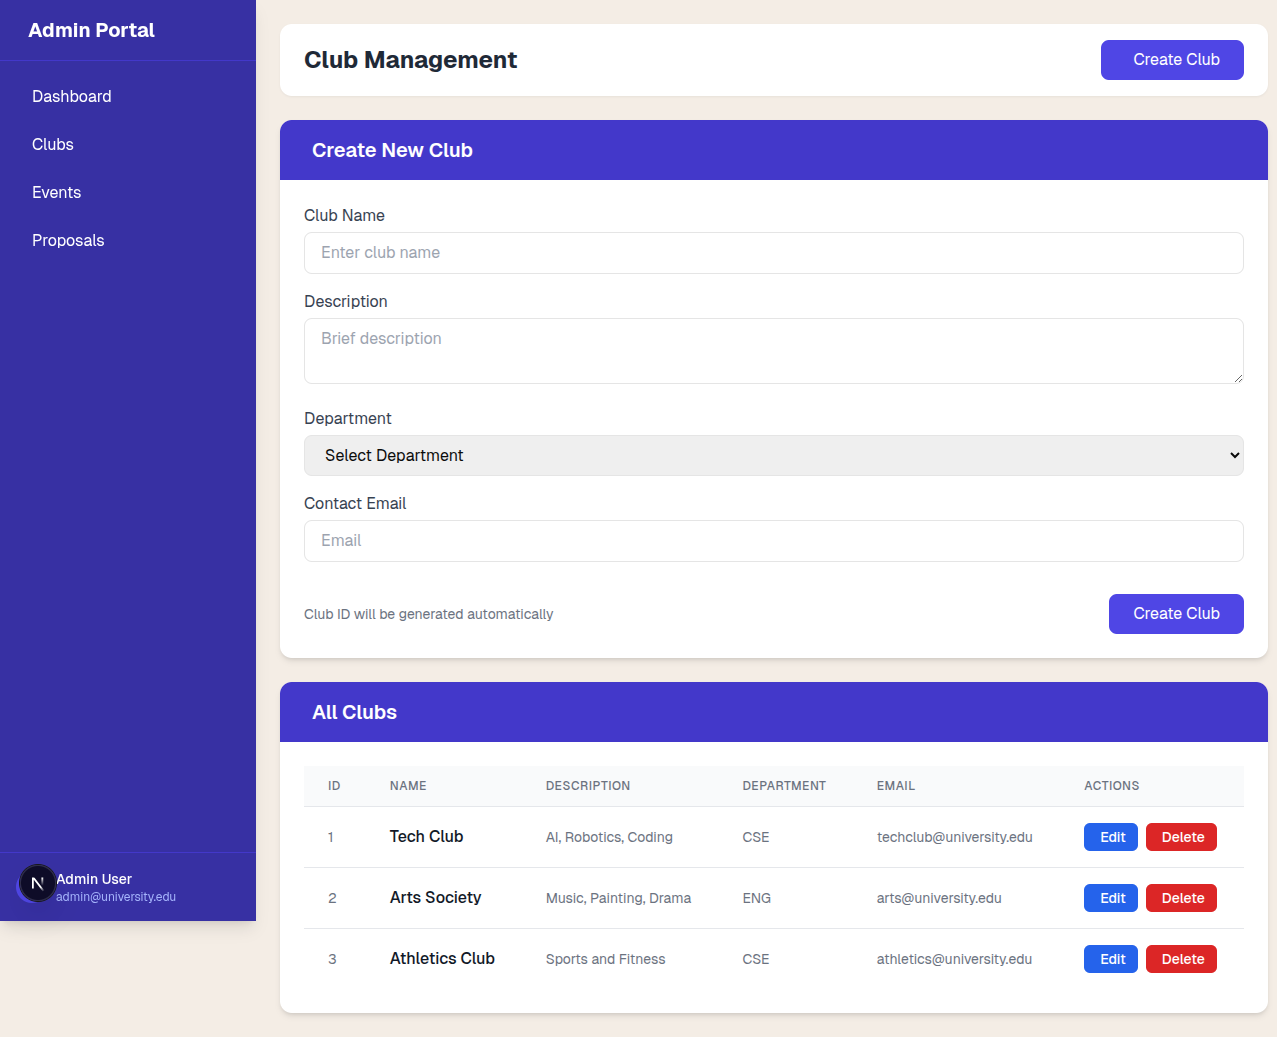 Admin Portal
Dashboard
Clubs
Events
Proposals
N
Admin User
admin@university.edu
Club Management
Create Club
Create New Club
Club Name
Enter club name
Description
Brief description
Department
Select Department
Contact Email
Email
Club ID will be generated automatically
Create Club
All Clubs
ID NAME DESCRIPTION DEPARTMENT EMAIL ACTIONS
1 Tech Club AI, Robotics, Coding CSE techclub@university.edu Edit Delete
2 Arts Society Music, Painting, Drama ENG arts@university.edu Edit Delete
3 Athletics Club Sports and Fitness CSE athletics@university.edu Edit Delete